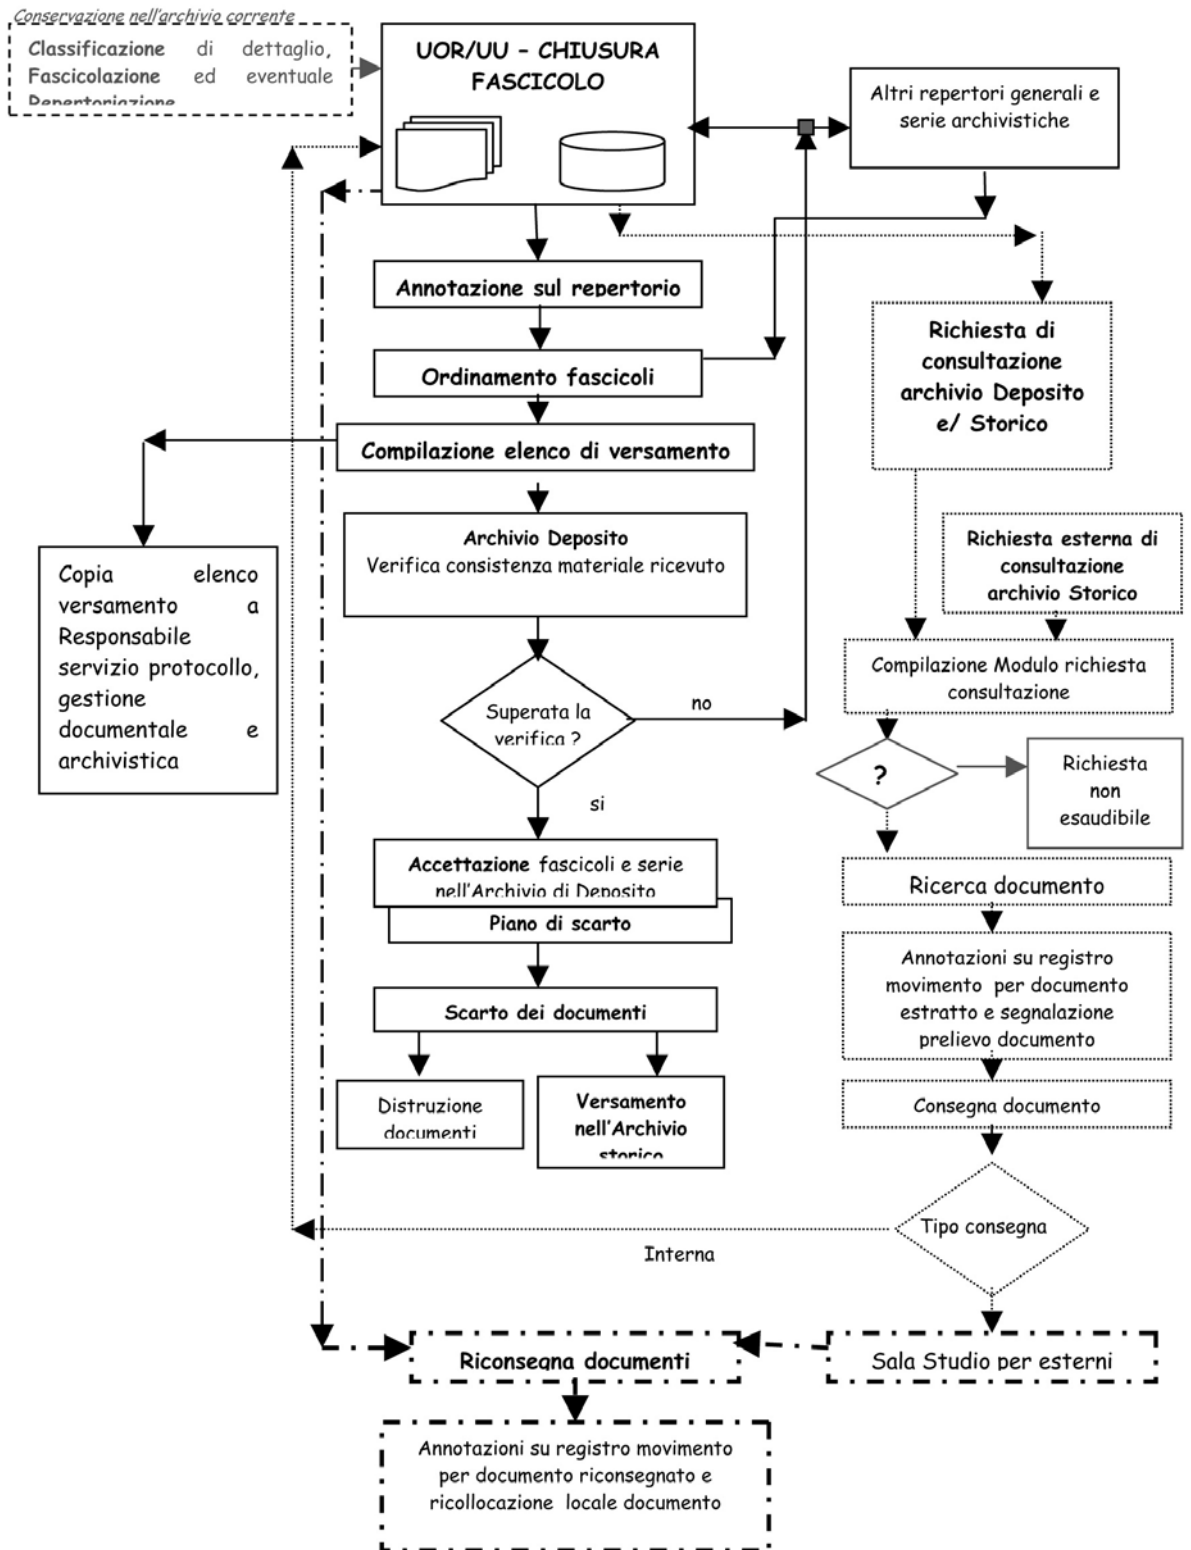 Conservazione nell'archivio corrente
Classificazione di dettaglio,
Fascicolazione ed eventuale
Repertoriazione
UOR/UU – CHIUSURA
FASCICOLO
Altri repertori generali e
serie archivistiche
Annotazione sul repertorio
Ordinamento fascicoli
Compilazione elenco di versamento
Richiesta di
consultazione
archivio Deposito
e/ Storico
Archivio Deposito
Verifica consistenza materiale ricevuto
Richiesta esterna di
consultazione
archivio Storico
Copia elenco
versamento a
Responsabile
servizio protocollo,
gestione
documentale e
archivistica
Compilazione Modulo richiesta
consultazione
Superata la
verifica ?
no
si
?
Richiesta
non
esaudibile
Accettazione fascicoli e serie
nell'Archivio di Deposito
Piano di scarto
Ricerca documento
Annotazioni su registro
movimento per documento
estratto e segnalazione
prelievo documento
Scarto dei documenti
Distruzione
documenti
Versamento
nell'Archivio
storico
Consegna documento
Tipo consegna
Interna
Riconsegna documenti
Sala Studio per esterni
Annotazioni su registro movimento
per documento riconsegnato e
ricollocazione locale documento